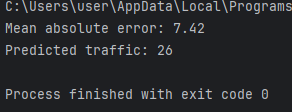 C:\Users\user\AppData\Local\Programs
Mean absolute error: 7.42
Predicted traffic: 26
Process finished with exit code 0